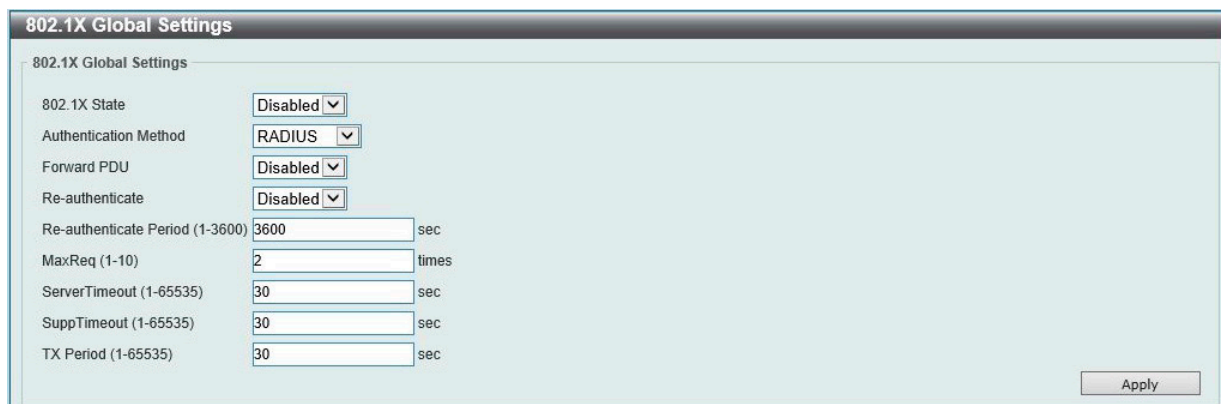 802.1X Global Settings
802.1X Global Settings
802.1X State Disabled
Authentication Method RADIUS
Forward PDU Disabled
Re-authenticate Disabled
Re-authenticate Period (1-3600) 3600 sec
MaxReq (1-10) 2 times
ServerTimeout (1-65535) 30 sec
SuppTimeout (1-65535) 30 sec
TX Period (1-65535) 30 sec
Apply